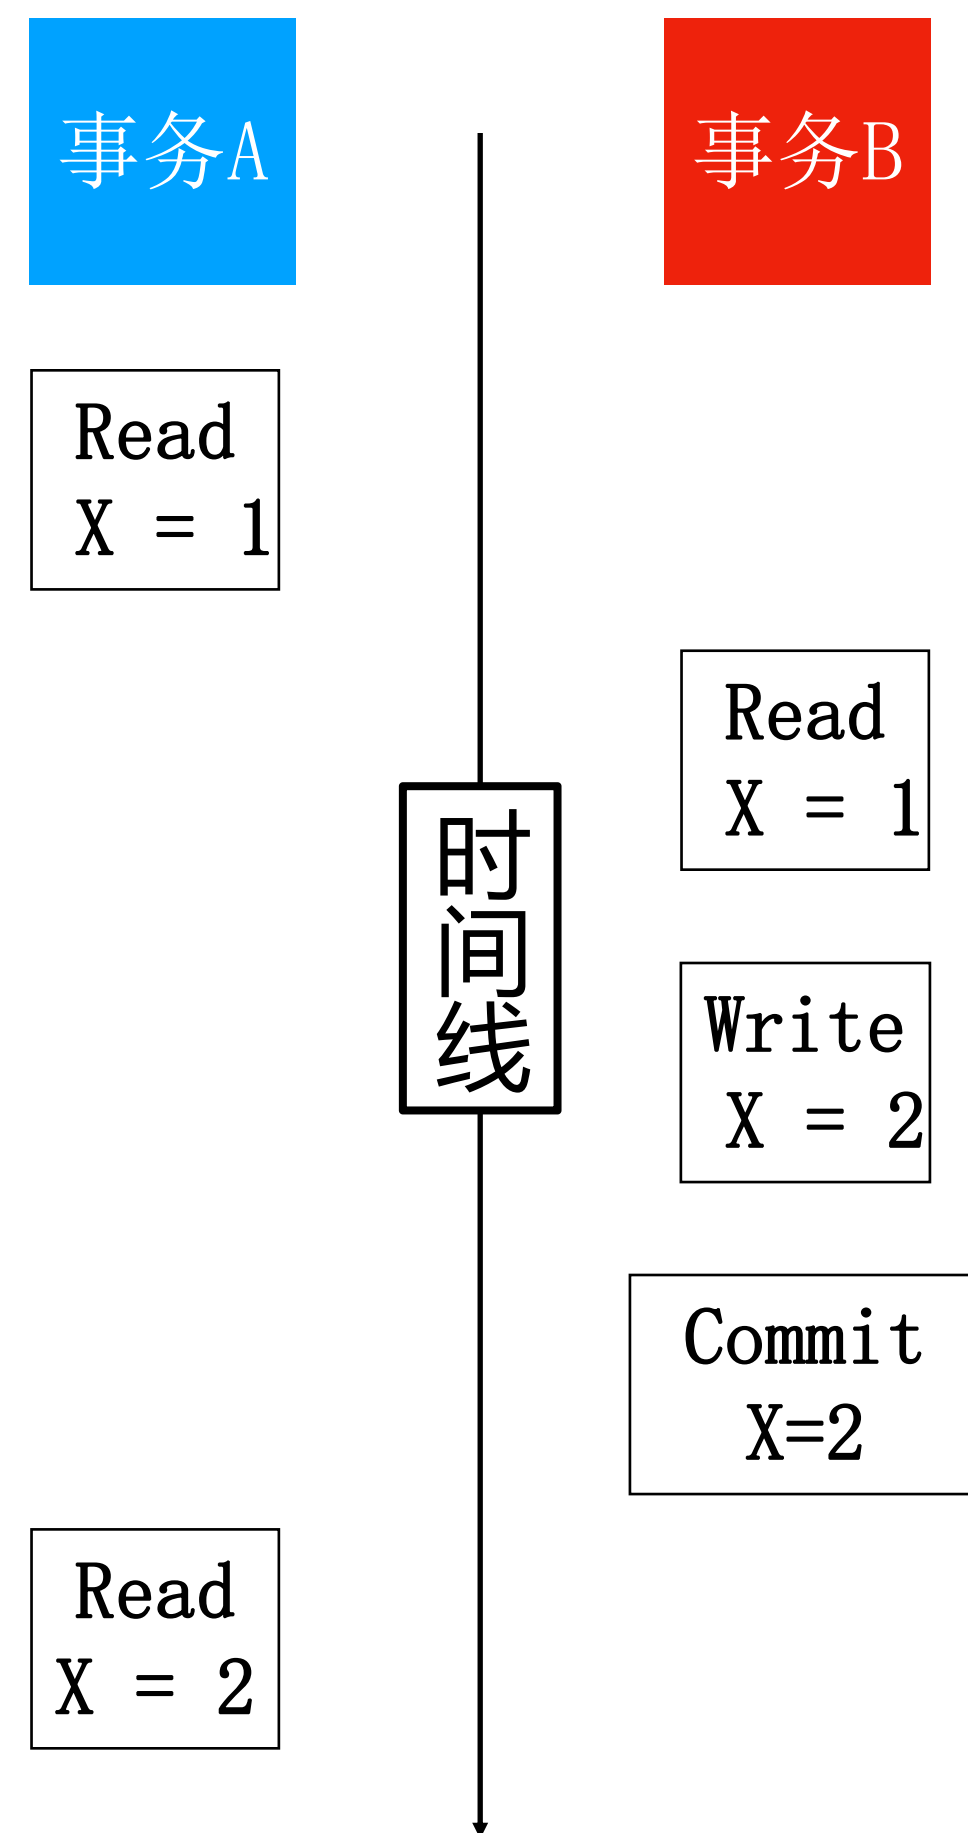 事务A
事务B
Read
X = 1
Read
X = 1
时间线
Write
X = 2
Commit
X=2
Read
X = 2